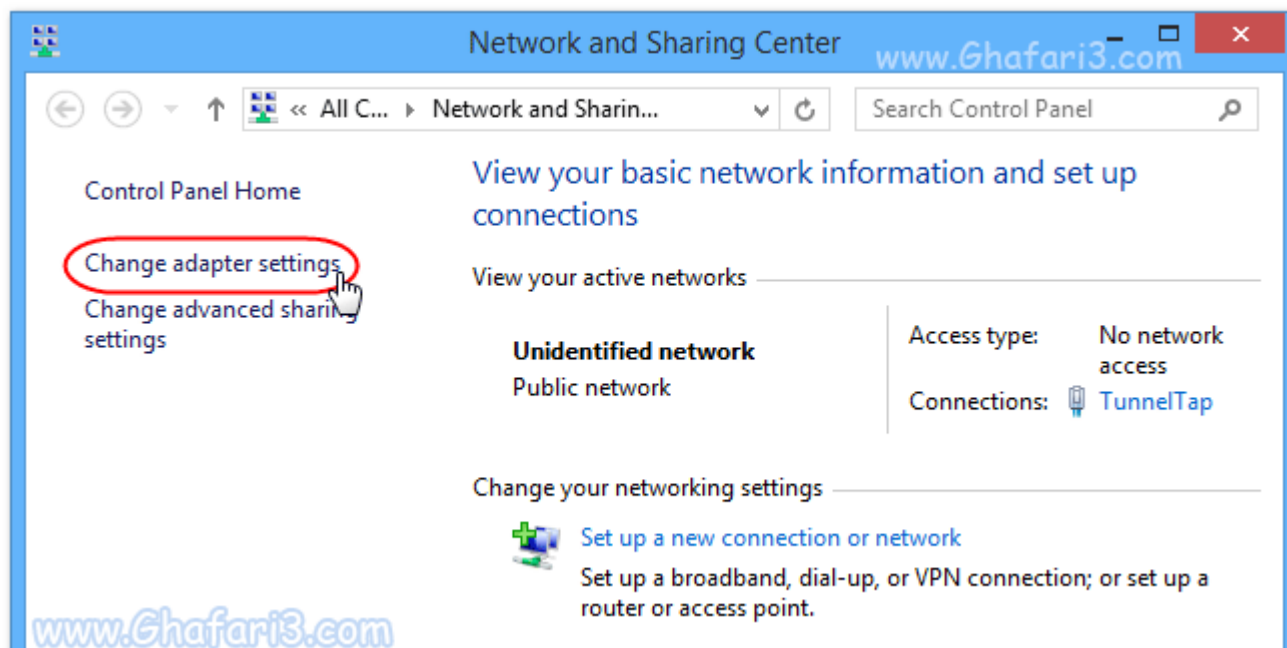 Network and Sharing Center
www.Ghafari3.com
« All C... Network and Sharin...
Search Control Panel
Control Panel Home
Change adapter settings
Change advanced sharing
settings
View your basic network information and set up
connections
View your active networks
Unidentified network
Public network
Access type: No network
access
Connections: TunnelTap
Change your networking settings
Set up a new connection or network
Set up a broadband, dial-up, or VPN connection; or set up a
router or access point.
www.Ghafari3.com